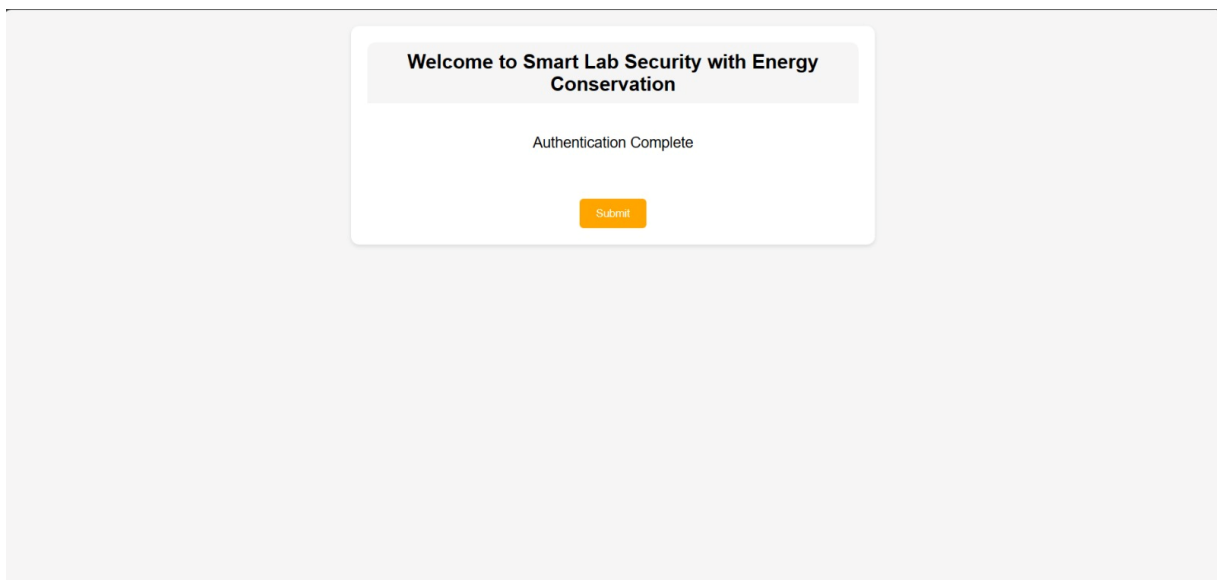 Welcome to Smart Lab Security with Energy
Conservation
Authentication Complete
Submit